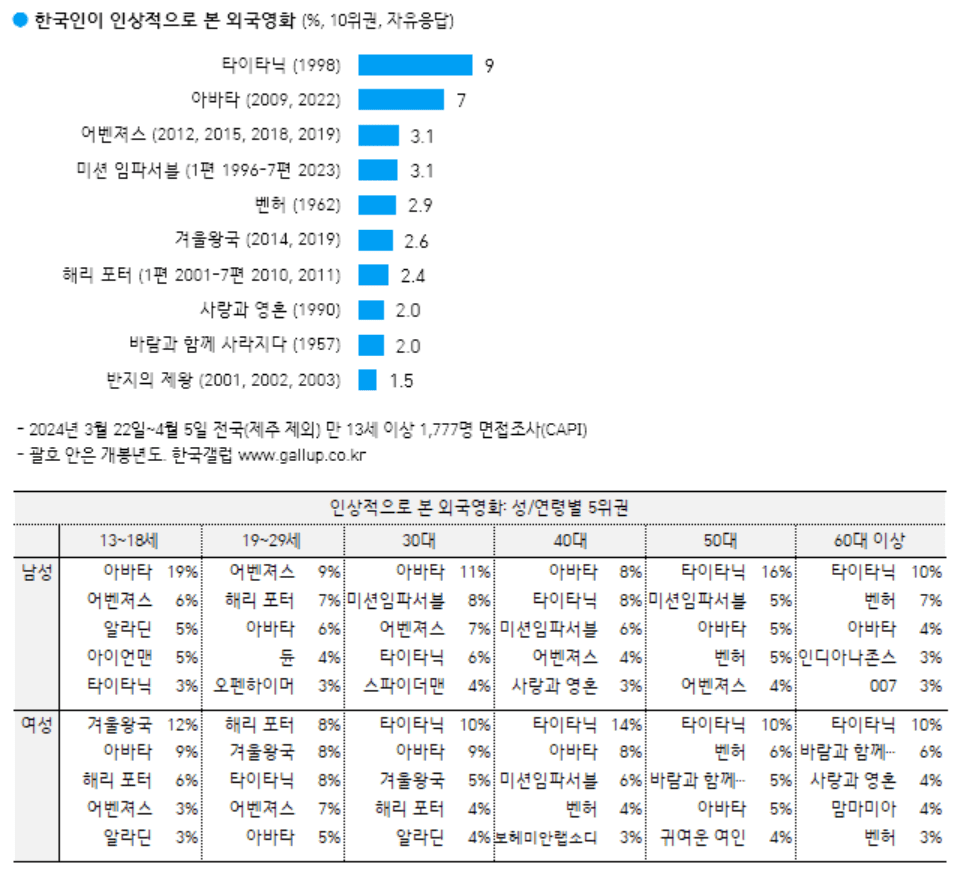 ● 한국인이 인상적으로 본 외국영화 (%, 10위권, 자유응답)
타이타닉 (1998) 9
아바타 (2009, 2022) 7
어벤져스 (2012, 2015, 2018, 2019) 3.1
미션 임파서블 (1편 1996-7편 2023) 3.1
벤허 (1962) 2.9
겨울왕국 (2014, 2019) 2.6
해리 포터 (1편 2001-7편 2010, 2011) 2.4
사랑과 영혼 (1990) 2.0
바람과 함께 사라지다 (1957) 2.0
반지의 제왕 (2001, 2002, 2003) 1.5
- 2024년 3월 22일~4월 5일 전국(제주 제외) 만 13세 이상 1,777명 면접조사(CAPI)
- 괄호 안은 개봉년도. 한국갤럽 www.gallup.co.kr
인상적으로 본 외국영화: 성/연령별 5위권
13~18세 19~29세 30대 40대 50대 60대 이상
남성 아바타 19% 어벤져스 9% 아바타 11% 아바타 8% 타이타닉 16% 타이타닉 10%
어벤져스 6% 해리 포터 7% 미션임파서블 8% 타이타닉 8% 미션임파서블 5% 벤허 7%
알라딘 5% 아바타 6% 어벤져스 7% 미션임파서블 6% 아바타 5% 아바타 4%
아이언맨 5% 듄 4% 타이타닉 6% 어벤져스 4% 벤허 5% 인디아나존스 3%
타이타닉 3% 오펜하이머 3% 스파이더맨 4% 사랑과 영혼 3% 어벤져스 4% 007 3%
여성 겨울왕국 12% 해리 포터 8% 타이타닉 10% 타이타닉 14% 타이타닉 10% 타이타닉 10%
아바타 9% 겨울왕국 8% 아바타 9% 아바타 8% 벤허 6% 바람과 함께… 6%
해리 포터 6% 타이타닉 8% 겨울왕국 5% 미션임파서블 6% 바람과 함께… 5% 사랑과 영혼 4%
어벤져스 3% 어벤져스 7% 해리 포터 4% 벤허 4% 아바타 5% 맘마미아 4%
알라딘 3% 아바타 5% 알라딘 4% 보헤미안랩소디 3% 귀여운 여인 4% 벤허 3%